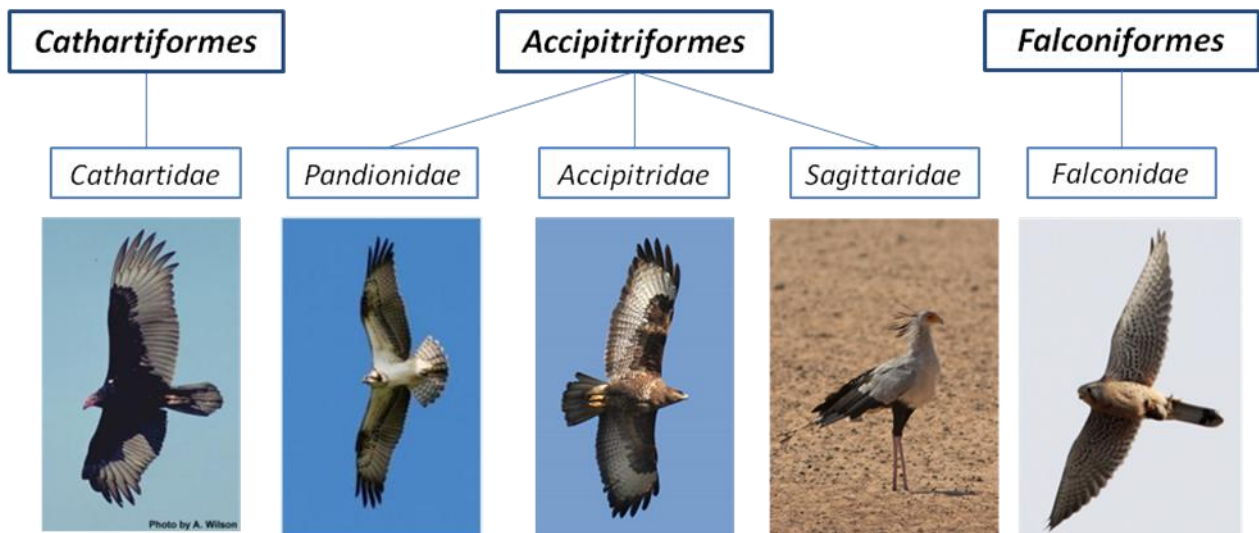 Cathartiformes
Accipitriformes
Falconiformes
Cathartidae
Pandionidae
Accipitridae
Sagittaridae
Falconidae
Photo by A. Wilson